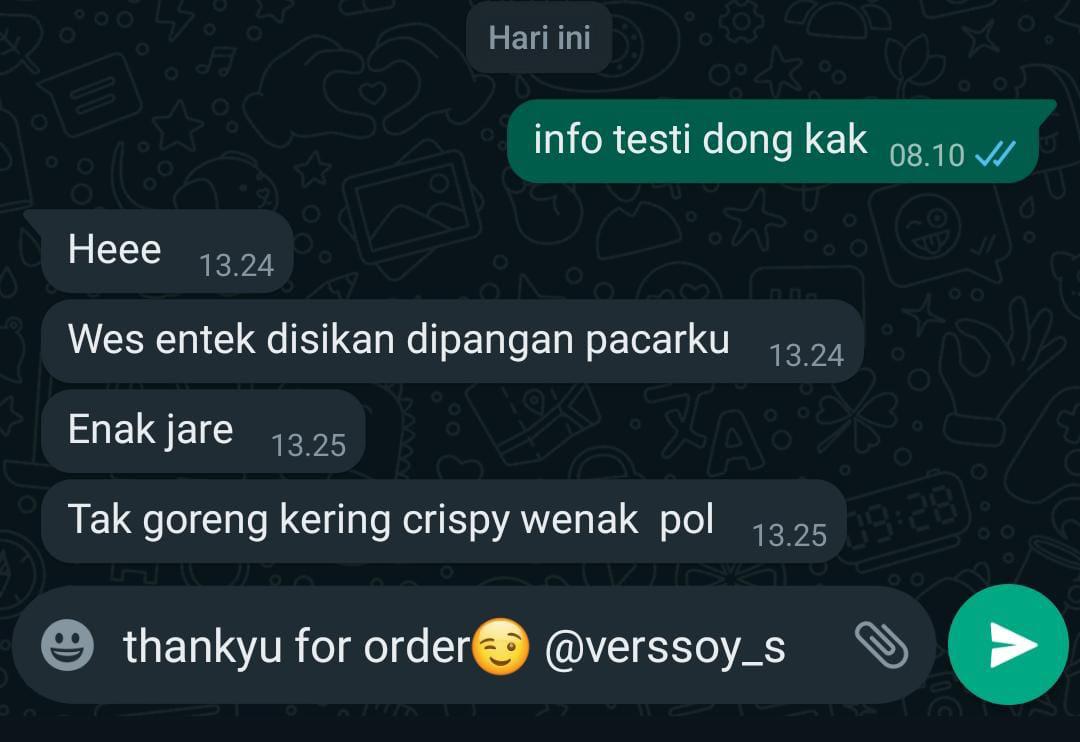 Hari ini
info testi dong kak 08.10
Heee 13.24
Wes entek disikan dipangan pacarku 13.24
Enak jare 13.25
Tak goreng kering crispy wenak pol 13.25
thankyu for order😉 @verssoy_s